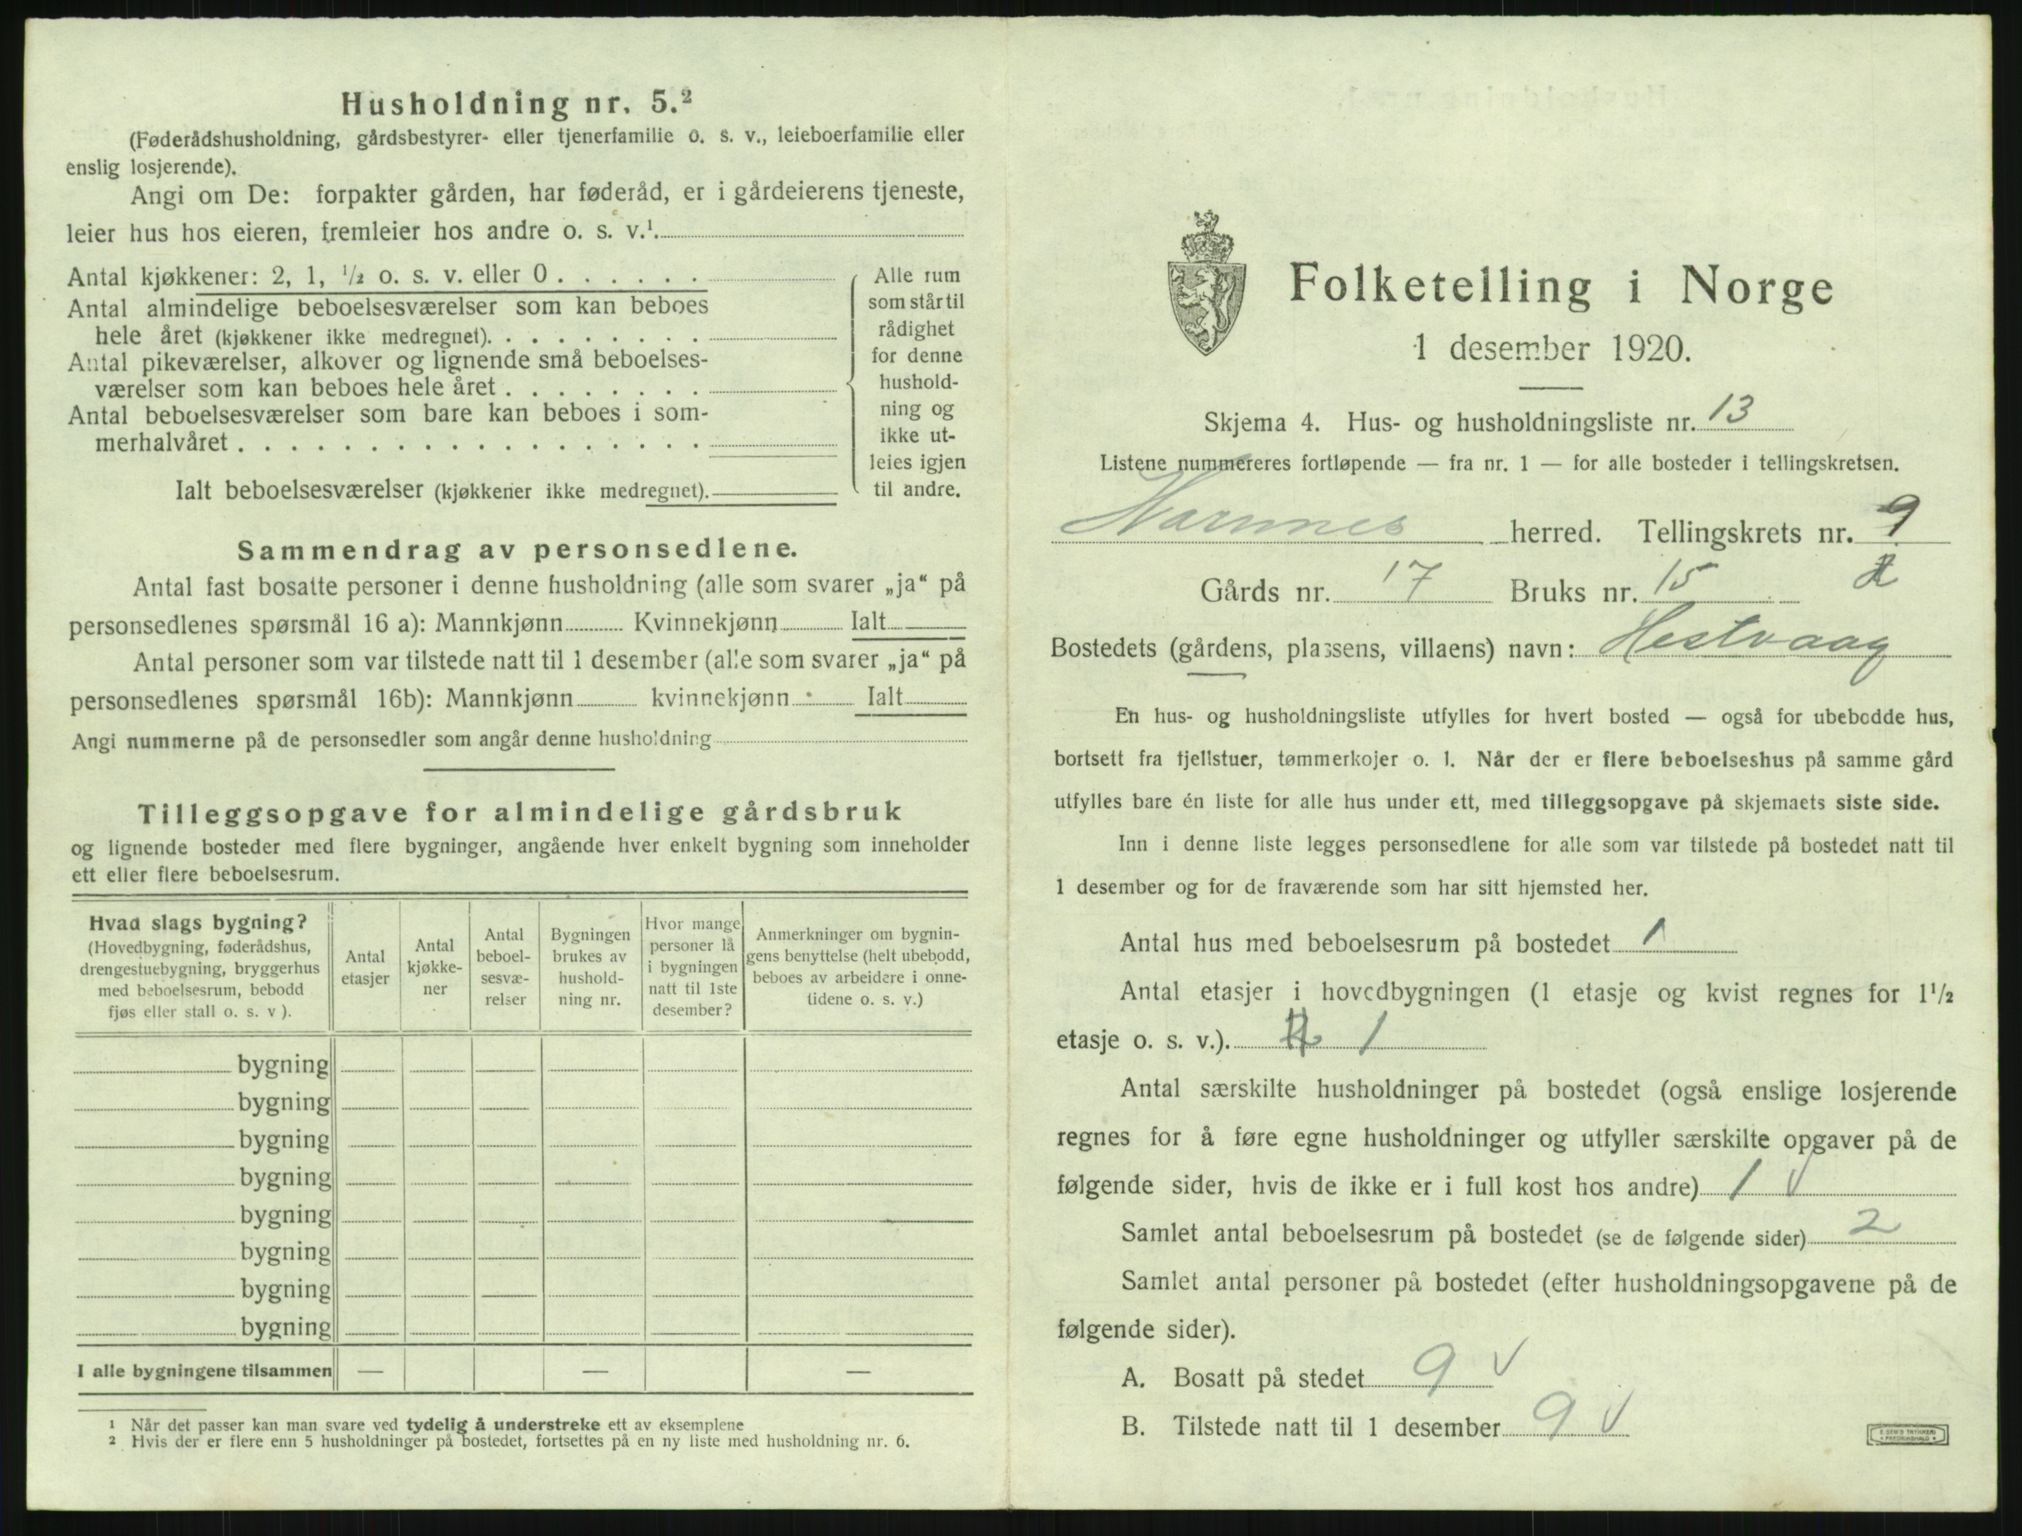 Husholdning nr. 5.²
(Føderådshusholdning, gårdsbestyrer- eller tjenerfamilie o. s. v., leieboerfamilie eller
enslig losjerende).
Angi om De: forpakter gården, har føderåd, er i gårdeierens tjeneste,
leier hus hos eieren, fremleier hos andre o. s. v.¹.
Antal kjøkkener: 2, 1, ½ o. s. v. eller 0
Antal almindelige beboelsesværelser som kan beboes
hele året (kjøkkener ikke medregnet).
Antal pikeværelser, alkover og lignende små beboelses-
værelser som kan beboes hele året
Antal beboelsesværelser som bare kan beboes i som-
merhalvåret
Ialt beboelsesværelser (kjøkkener ikke medregnet).
Alle rum
som står til
rådighet
for denne
hushold-
ning og
ikke ut-
leies igjen
til andre.
Sammendrag av personsedlene.
Antal fast bosatte personer i denne husholdning (alle som svarer „ja“ på
personsedlenes spørsmål 16 a): Mannkjønn Kvinnekjønn Ialt
Antal personer som var tilstede natt til 1 desember (alle som svarer „ja“ på
personsedlenes spørsmål 16b): Mannkjønn kvinnekjønn Ialt
Angi nummerne på de personsedler som angår denne husholdning
Tilleggsopgave for almindelige gårdsbruk
og lignende bosteder med flere bygninger, angående hver enkelt bygning som inneholder
ett eller flere beboelsesrum.
Hvad slags bygning?
(Hovedbygning, føderådshus,
drengestuebygning, bryggerhus
med beboelsesrum, bebodd
fjøs eller stall o. s. v ).
Antal
etasjer
Antal
kjøkke-
ner
Antal
beboel-
sesvæ-
relser
Bygningen
brukes av
hushold-
ning nr.
Hvor mange
personer lå
i bygningen
natt til 1ste
desember?
Anmerkninger om bygnin-
gens benyttelse (helt ubebodd,
beboes av arbeidere i onne-
tidene o. s. v.)
bygning
bygning
bygning
bygning
bygning
bygning
bygning
bygning
I alle bygningene tilsammen — — —
¹ Når det passer kan man svare ved tydelig å understreke ett av eksemplene
² Hvis der er flere enn 5 husholdninger på bostedet, fortsettes på en ny liste med husholdning nr. 6.
Folketelling i Norge
1 desember 1920.
Skjema 4. Hus- og husholdningsliste nr. 13
Listene nummereres fortløpende — fra nr. 1 — for alle bosteder i tellingskretsen.
herred. Tellingskrets nr. 9
Gårds nr. 17 Bruks nr. 15
Bostedets (gårdens, plassens, villaens) navn: Hestvaag
En hus- og husholdningsliste utfylles for hvert bosted — også for ubebodde hus,
bortsett fra fjellstuer, tømmerkojer o. l. Når der er flere beboelseshus på samme gård
utfylles bare én liste for alle hus under ett, med tilleggsopgave på skjemaets siste side.
Inn i denne liste legges personsedlene for alle som var tilstede på bostedet natt til
1 desember og for de fraværende som har sitt hjemsted her.
Antal hus med beboelsesrum på bostedet 1
Antal etasjer i hovedbygningen (1 etasje og kvist regnes for 1½
etasje o. s. v.). 1
Antal særskilte husholdninger på bostedet (også enslige losjerende
regnes for å føre egne husholdninger og utfyller særskilte opgaver på de
følgende sider, hvis de ikke er i full kost hos andre) 1 v
Samlet antal beboelsesrum på bostedet (se de følgende sider) 2
Samlet antal personer på bostedet (efter husholdningsopgavene på de
følgende sider).
A. Bosatt på stedet 9 v
B. Tilstede natt til 1 desember 9 v